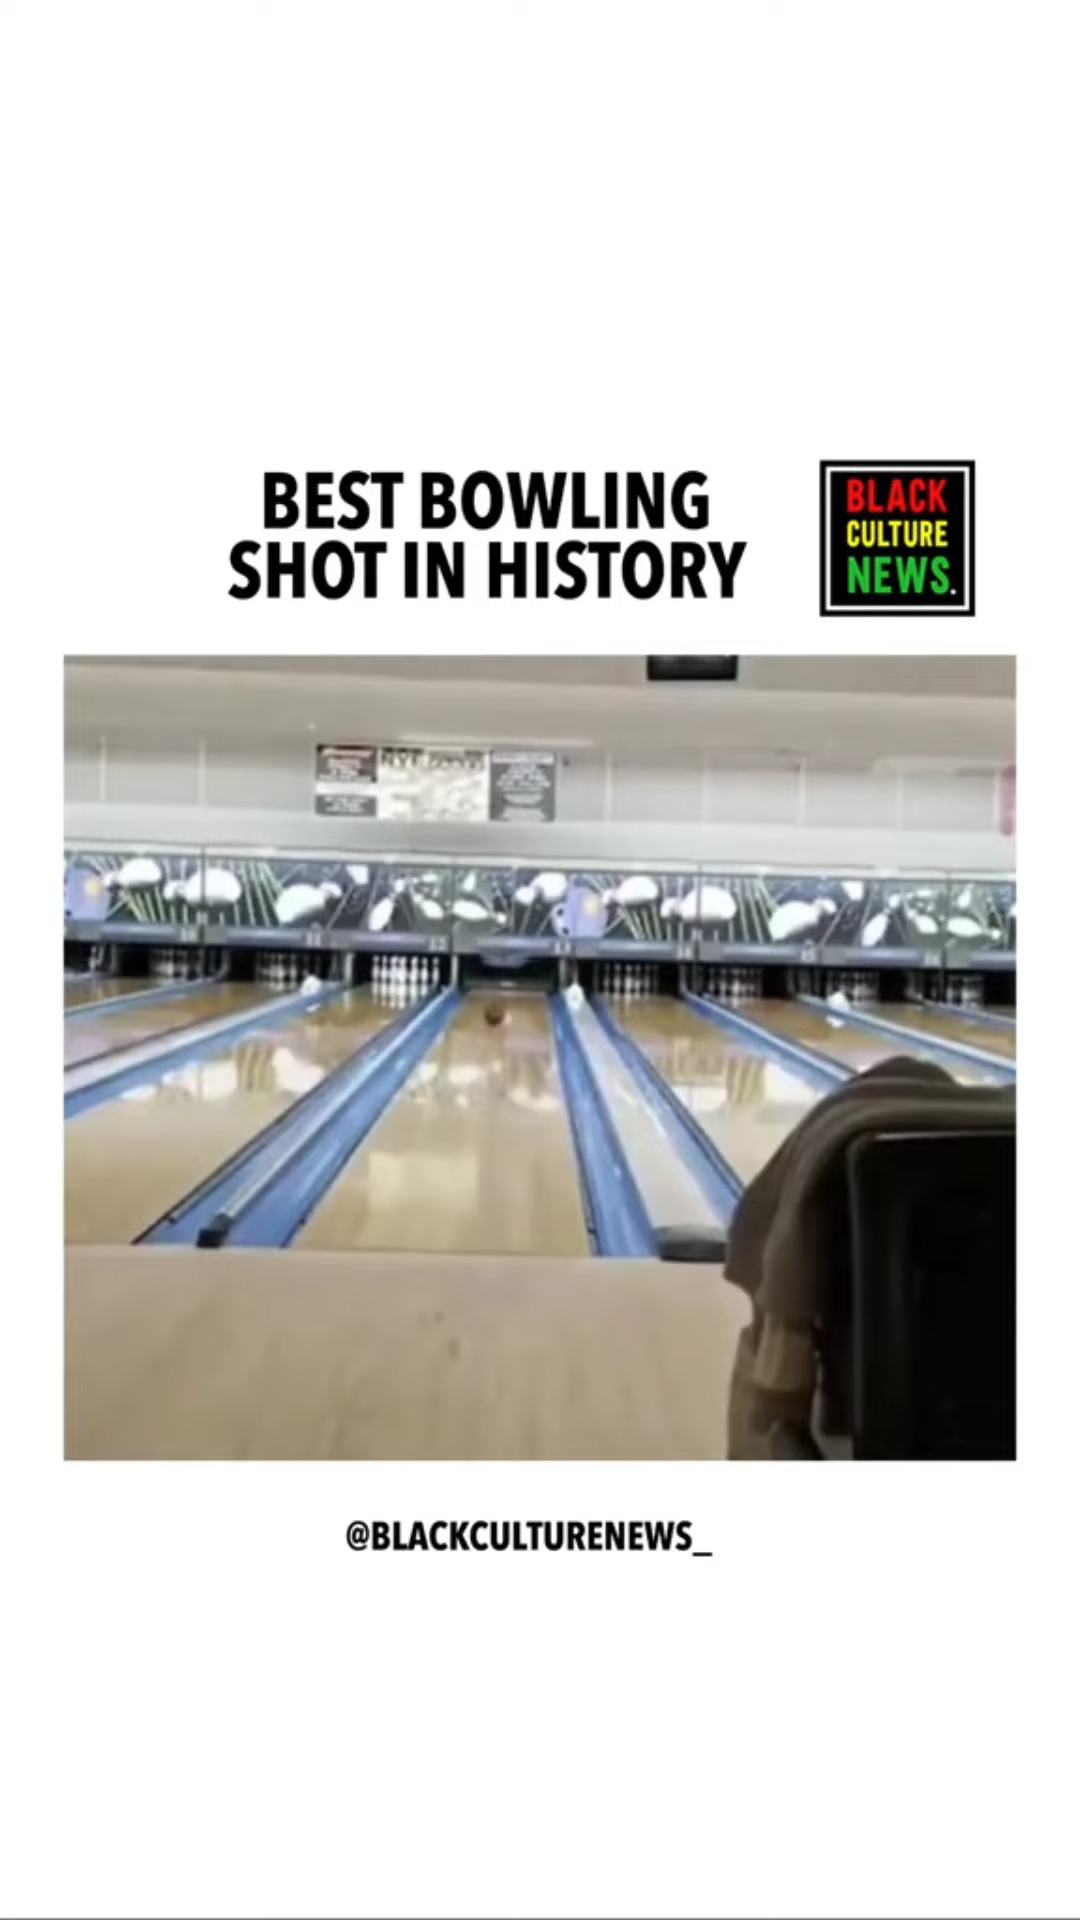 BEST BOWLING
SHOT IN HISTORY
BLACK
CULTURE
NEWS.
@BLACKCULTURENEWS_